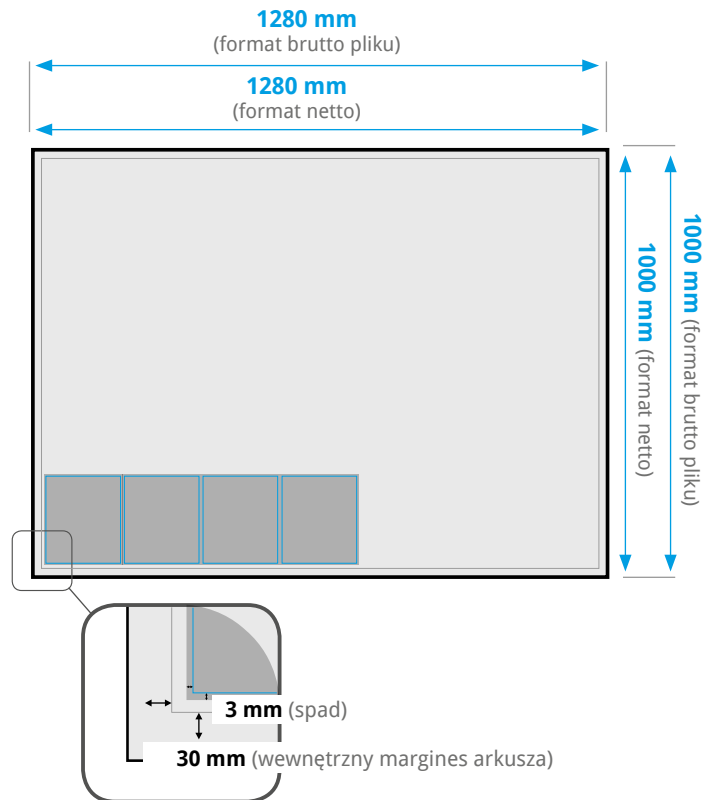 1280 mm
(format brutto pliku)
1280 mm
(format netto)
1000 mm (format netto)
1000 mm (format brutto pliku)
3 mm (spad)
30 mm (wewnętrzny margines arkusza)